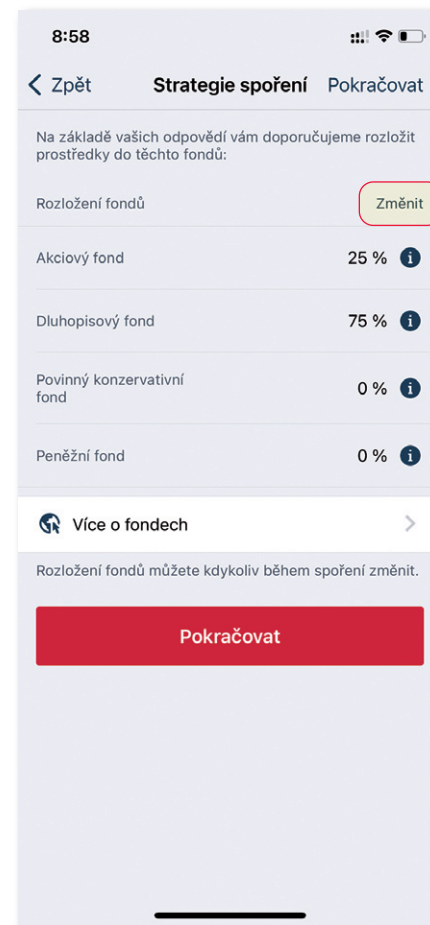 8:58
Zpět Strategie spoření Pokračovat
Na základě vašich odpovědí vám doporučujeme rozložit
prostředky do těchto fondů:
Rozložení fondů Změnit
Akciový fond 25 %
Dluhopisový fond 75 %
Povinný konzervativní
fond 0 %
Peněžní fond 0 %
Více o fondech
Rozložení fondů můžete kdykoliv během spoření změnit.
Pokračovat